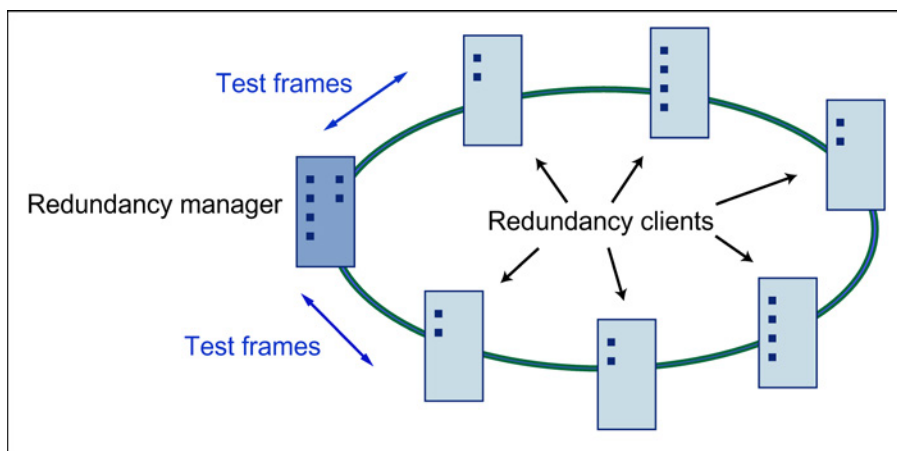 Test frames
Redundancy manager
Redundancy clients
Test frames